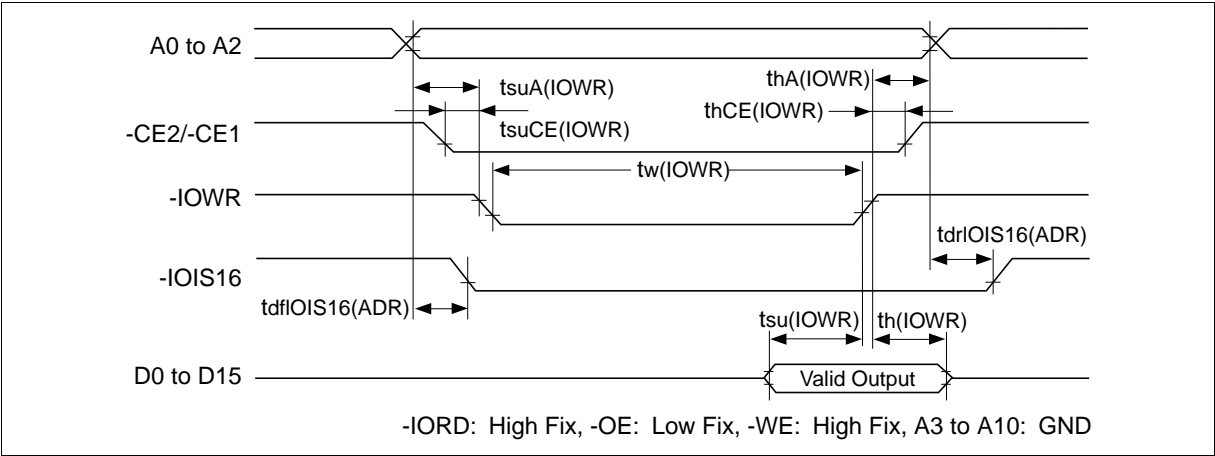 A0 to A2
tsuA(IOWR)
thA(IOWR)
thCE(IOWR)
tsuCE(IOWR)
-CE2/-CE1
tw(IOWR)
-IOWR
tdrIOIS16(ADR)
-IOIS16
tdfIOIS16(ADR)
tsu(IOWR)
th(IOWR)
D0 to D15
Valid Output
-IORD: High Fix, -OE: Low Fix, -WE: High Fix, A3 to A10: GND